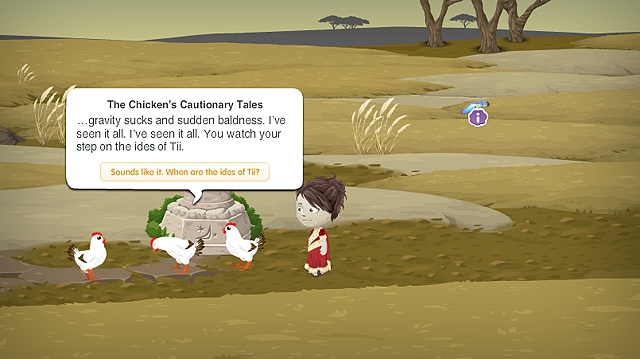 The Chicken's Cautionary Tales
...gravity sucks and sudden baldness. I've
seen it all. I've seen it all. You watch your
step on the ides of Tii.
Sounds like it. When are the ides of Tii?